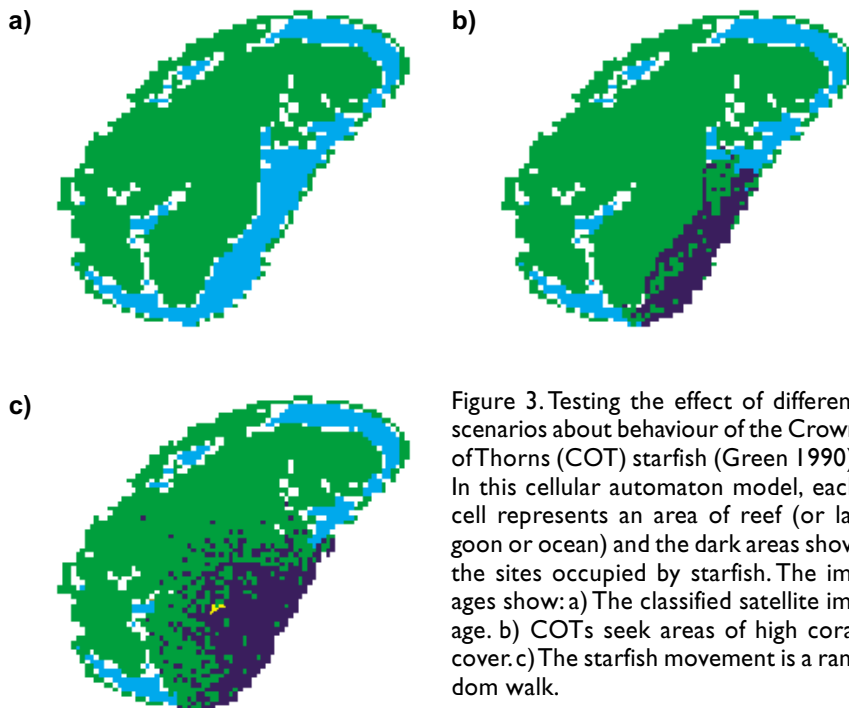 a)
b)
c)
Figure 3. Testing the effect of differen
scenarios about behaviour of the Crown
of Thorns (COT) starfish (Green 1990)
In this cellular automaton model, each
cell represents an area of reef (or la
goon or ocean) and the dark areas show
the sites occupied by starfish. The im
ages show: a) The classified satellite im
age. b) COTs seek areas of high cora
cover. c) The starfish movement is a ran
dom walk.